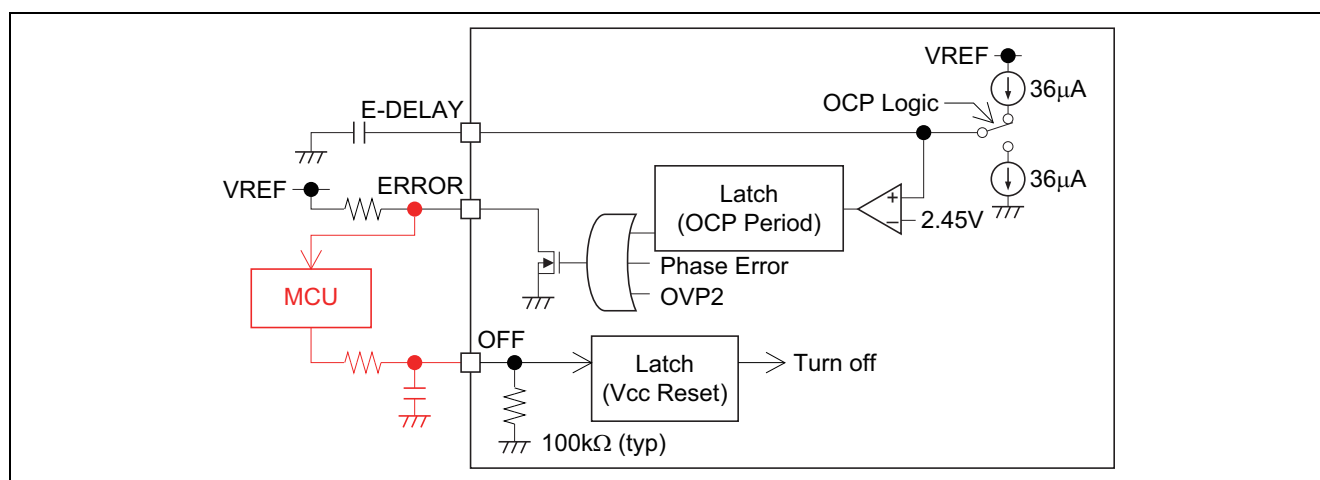 VREF
36μA
OCP Logic
E-DELAY
36μA
VREF
ERROR
Latch
(OCP Period)
+
−
2.45V
Phase Error
OVP2
MCU
OFF
Latch
(Vcc Reset)
Turn off
100kΩ (typ)